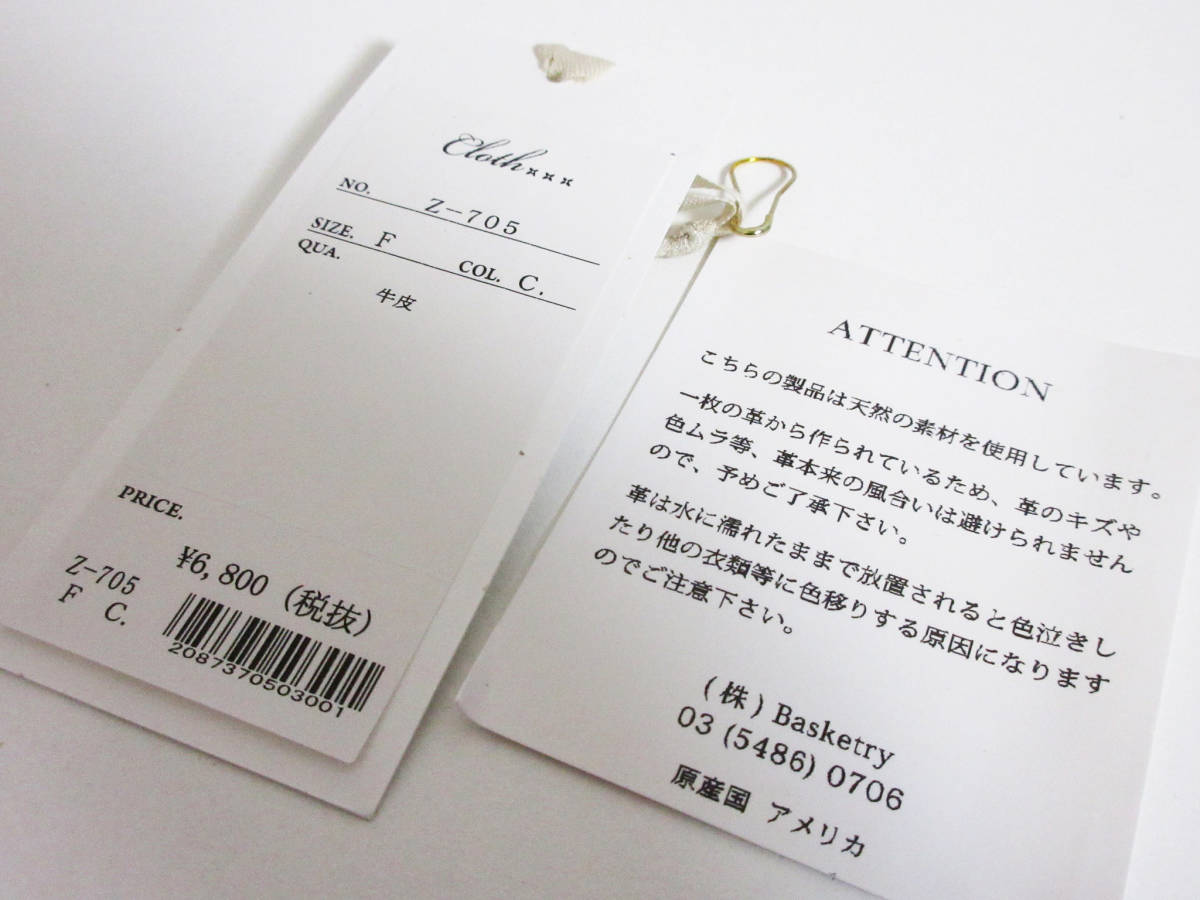 Cloth×××
NO. Z-705
SIZE. F COL. C.
QUA.
牛皮
PRICE.
¥6,800 (税抜)
Z-705
F C.
2087370503001
ATTENTION
こちらの製品は天然の素材を使用しています。
一枚の革から作られているため、革のキズや
色ムラ等、革本来の風合いは避けられません
ので、予めご了承下さい。
革は水に濡れたままで放置されると色泣きし
たり他の衣類等に色移りする原因になります
のでご注意下さい。
(株) Basketry
03 (5486) 0706
原産国 アメリカ